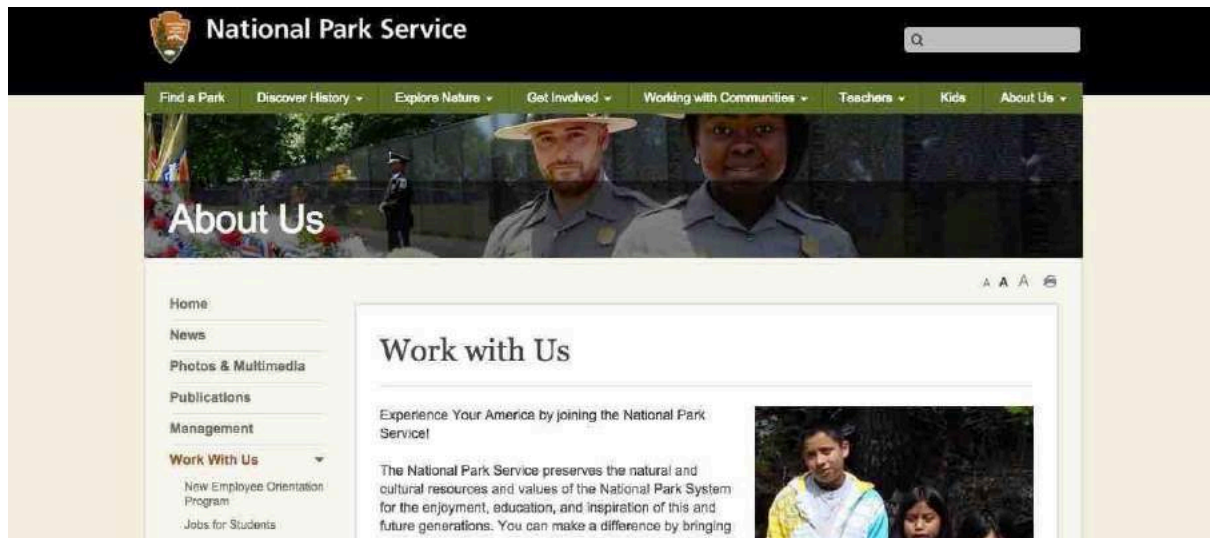 National Park Service
Find a Park Discover History Explore Nature Get Involved Working with Communities Teachers Kids About Us
About Us
A A A
Home
News
Photos & Multimedia
Publications
Management
Work With Us
New Employee Orientation
Program
Jobs for Students
Work with Us
Experience Your America by joining the National Park
Service!
The National Park Service preserves the natural and
cultural resources and values of the National Park System
for the enjoyment, education, and inspiration of this and
future generations. You can make a difference by bringing